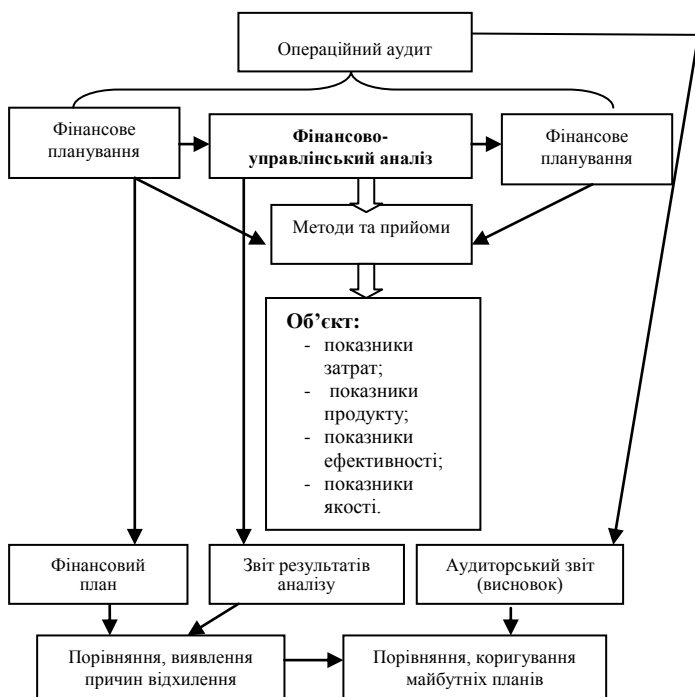 Операційний аудит
Фінансове
планування
Фінансово-
управлінський аналіз
Фінансове
планування
Методи та прийоми
Об’єкт:
- показники
затрат;
- показники
продукту;
- показники
ефективності;
- показники
якості.
Фінансовий
план
Звіт результатів
аналізу
Аудиторський звіт
(висновок)
Порівняння, виявлення
причин відхилення
Порівняння, коригування
майбутніх планів